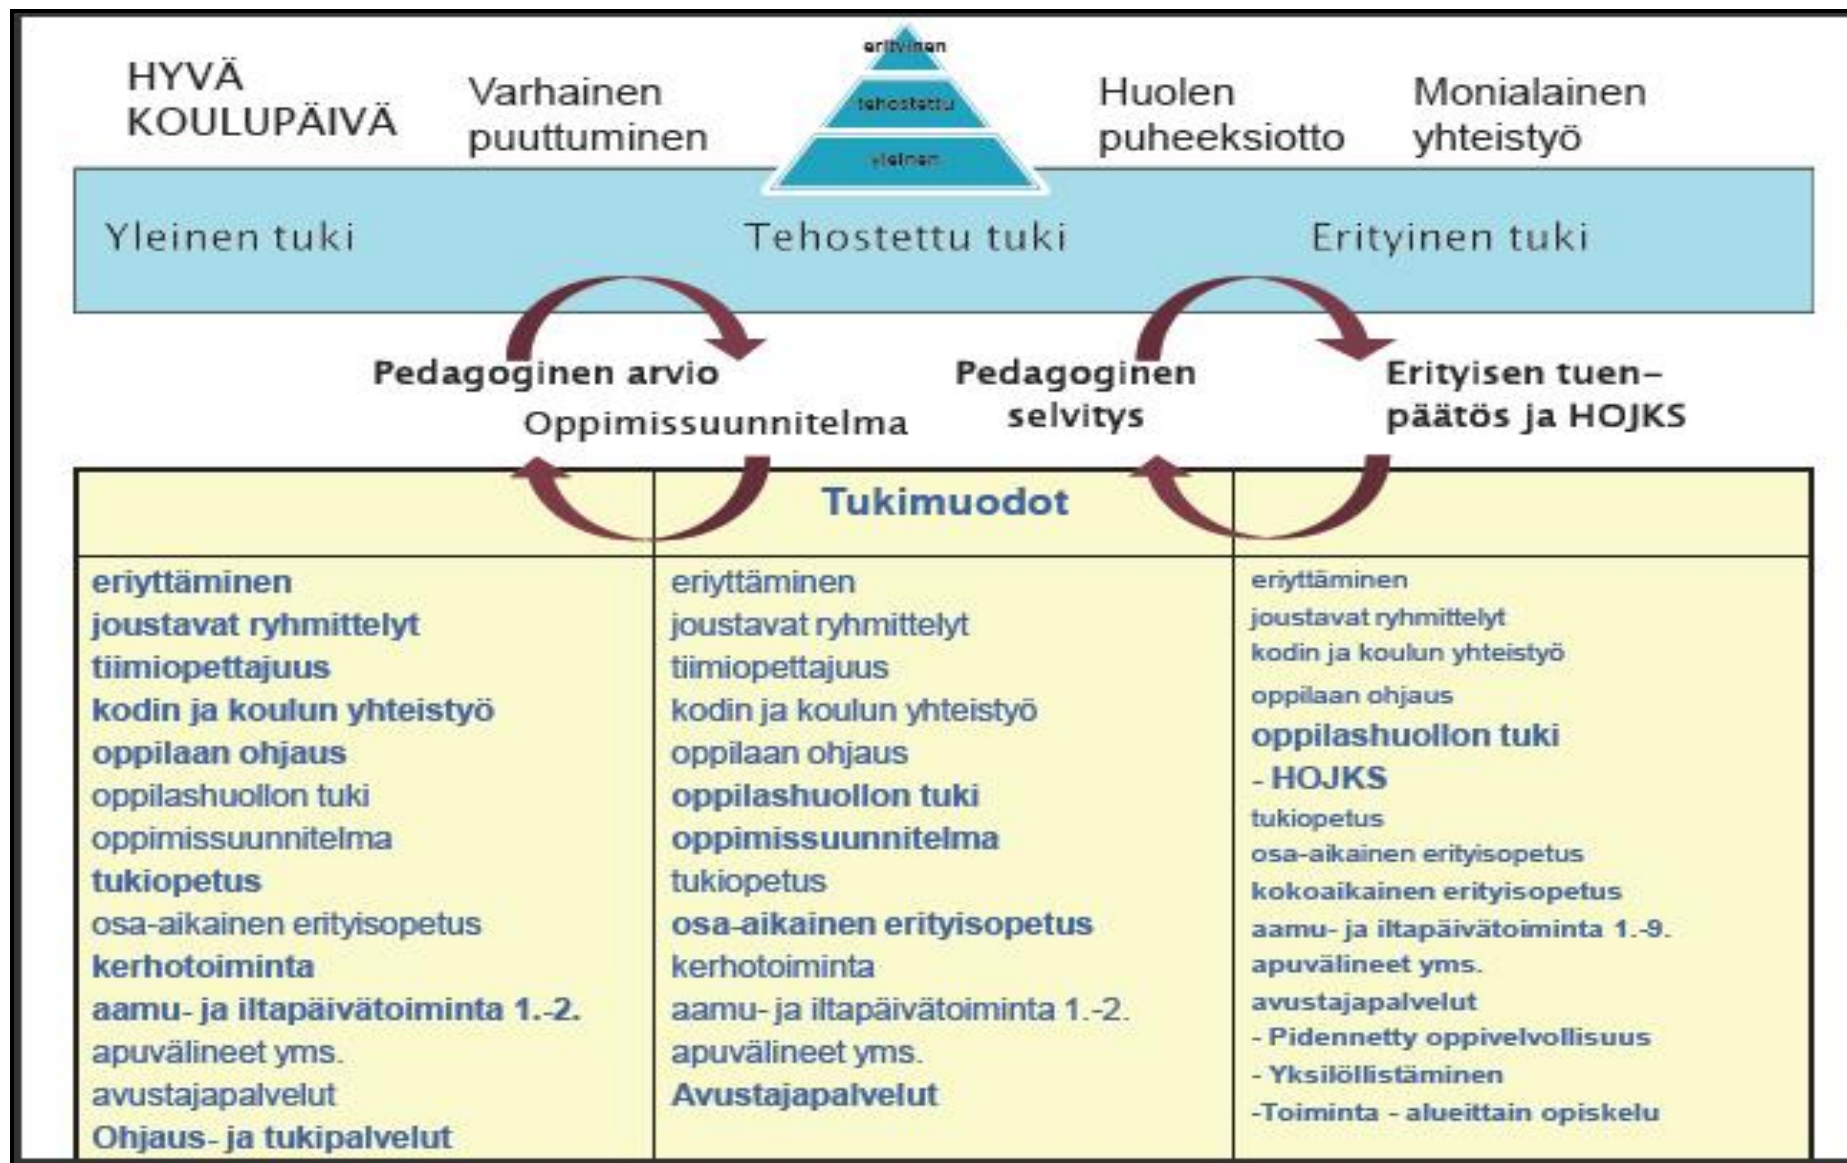 HYVÄ
KOULUPÄIVÄ
Varhainen
puuttuminen
erityinen
tehostettu
yleinen
Huolen
puheeksiotto
Monialainen
yhteistyö
Yleinen tuki
Tehostettu tuki
Erityinen tuki
Pedagoginen arvio
Oppimissuunnitelma
Pedagoginen
selvitys
Erityisen tuen-
päätös ja HOJKS
Tukimuodot
eriyttäminen
joustavat ryhmittelyt
tiimiopettajuus
kodin ja koulun yhteistyö
oppilaan ohjaus
oppilashuollon tuki
oppimissuunnitelma
tukiopetus
osa-aikainen erityisopetus
kerhotoiminta
aamu- ja iltapäivätoiminta 1.-2.
apuvälineet yms.
avustajapalvelut
Ohjaus- ja tukipalvelut
eriyttäminen
joustavat ryhmittelyt
tiimiopettajuus
kodin ja koulun yhteistyö
oppilaan ohjaus
oppilashuollon tuki
oppimissuunnitelma
tukiopetus
osa-aikainen erityisopetus
kerhotoiminta
aamu- ja iltapäivätoiminta 1.-2.
apuvälineet yms.
Avustajapalvelut
eriyttäminen
joustavat ryhmittelyt
kodin ja koulun yhteistyö
oppilaan ohjaus
oppilashuollon tuki
- HOJKS
tukiopetus
osa-aikainen erityisopetus
kokoaikainen erityisopetus
aamu- ja iltapäivätoiminta 1.-9.
apuvälineet yms.
avustajapalvelut
- Pidennetty oppivelvollisuus
- Yksilöllistäminen
-Toiminta - alueittain opiskelu